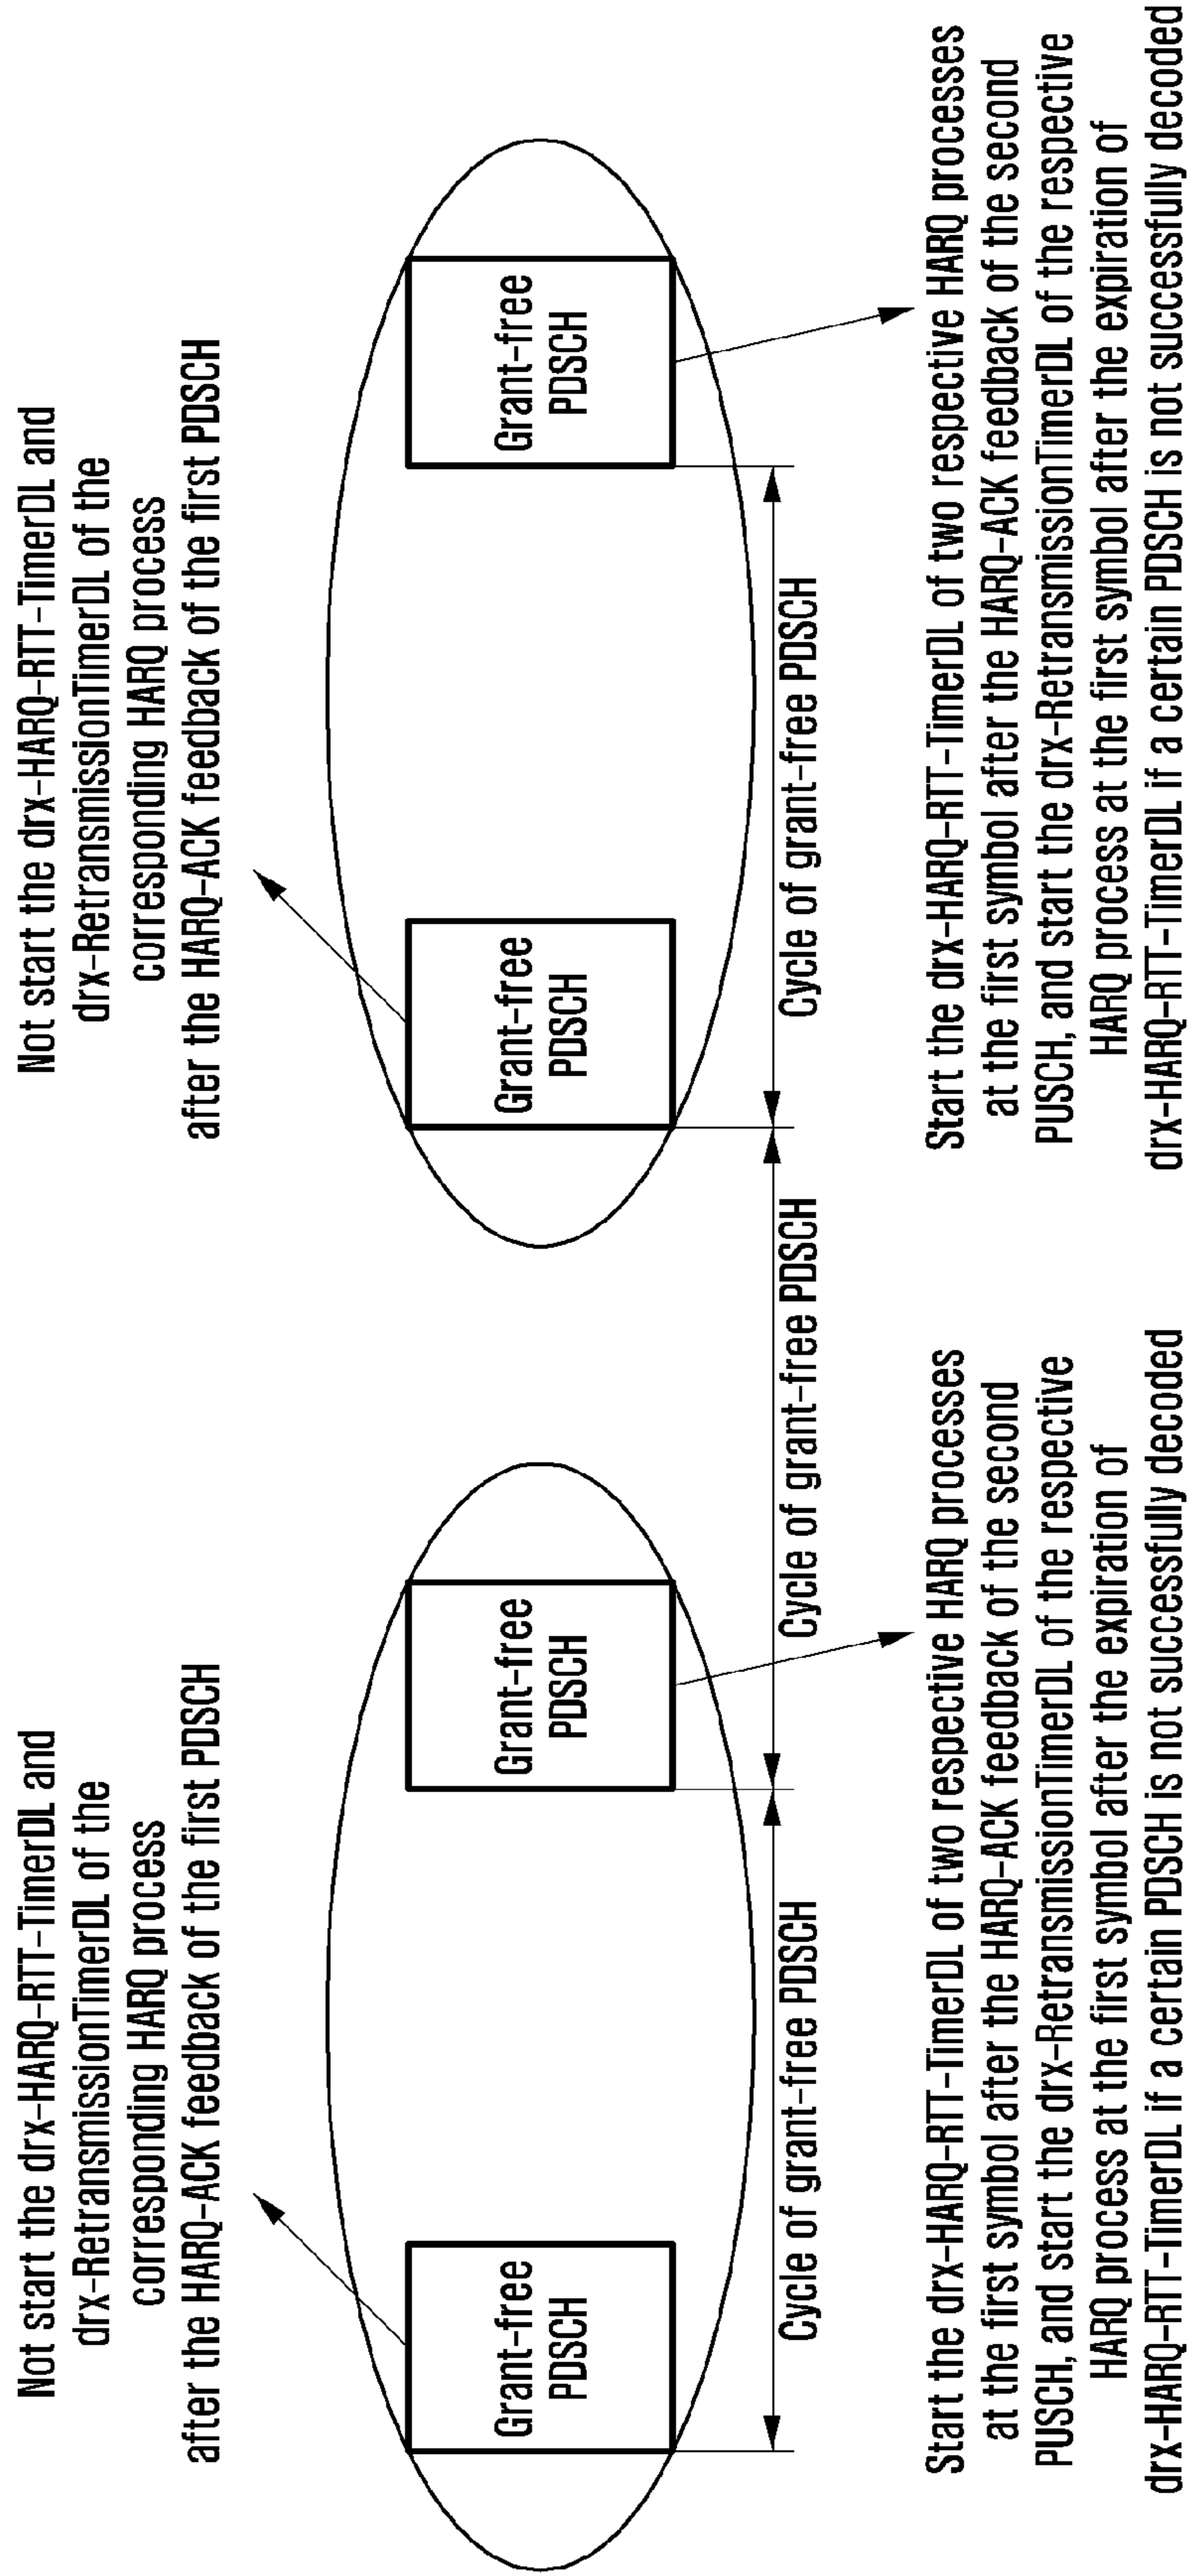 Not start the drx-HARQ-RTT-TimerDL and
drx-RetransmissionTimerDL of the
corresponding HARQ process
after the HARQ-ACK feedback of the first PDSCH
Not start the drx-HARQ-RTT-TimerDL and
drx-RetransmissionTimerDL of the
corresponding HARQ process
after the HARQ-ACK feedback of the first PDSCH
Grant-free
PDSCH
Grant-free
PDSCH
Grant-free
PDSCH
Grant-free
PDSCH
Cycle of grant-free PDSCH
Cycle of grant-free PDSCH
Cycle of grant-free PDSCH
Start the drx-HARQ-RTT-TimerDL of two respective HARQ processes
at the first symbol after the HARQ-ACK feedback of the second
PUSCH, and start the drx-RetransmissionTimerDL of the respective
HARQ process at the first symbol after the expiration of
drx-HARQ-RTT-TimerDL if a certain PDSCH is not successfully decoded
Start the drx-HARQ-RTT-TimerDL of two respective HARQ processes
at the first symbol after the HARQ-ACK feedback of the second
PUSCH, and start the drx-RetransmissionTimerDL of the respective
HARQ process at the first symbol after the expiration of
drx-HARQ-RTT-TimerDL if a certain PDSCH is not successfully decoded